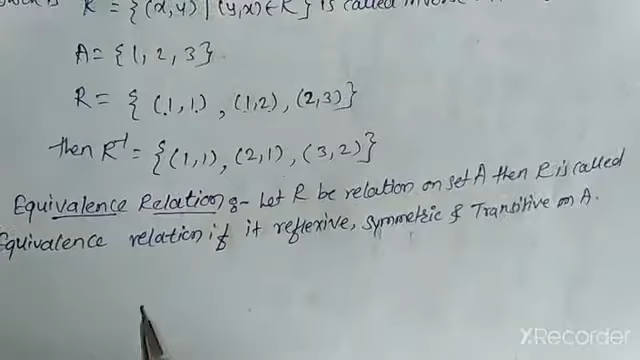 R = {(x,y) | (y,x) ∈ R} is called inverse
A = {1, 2, 3}
R = { (1,1) , (1,2) , (2,3)}
then R⁻¹ = {(1,1), (2,1), (3,2)}
Equivalence Relation :- Let R be relation on set A then R is called
Equivalence relation if it reflexive, symmetric & Transitive on A.
XRecorder